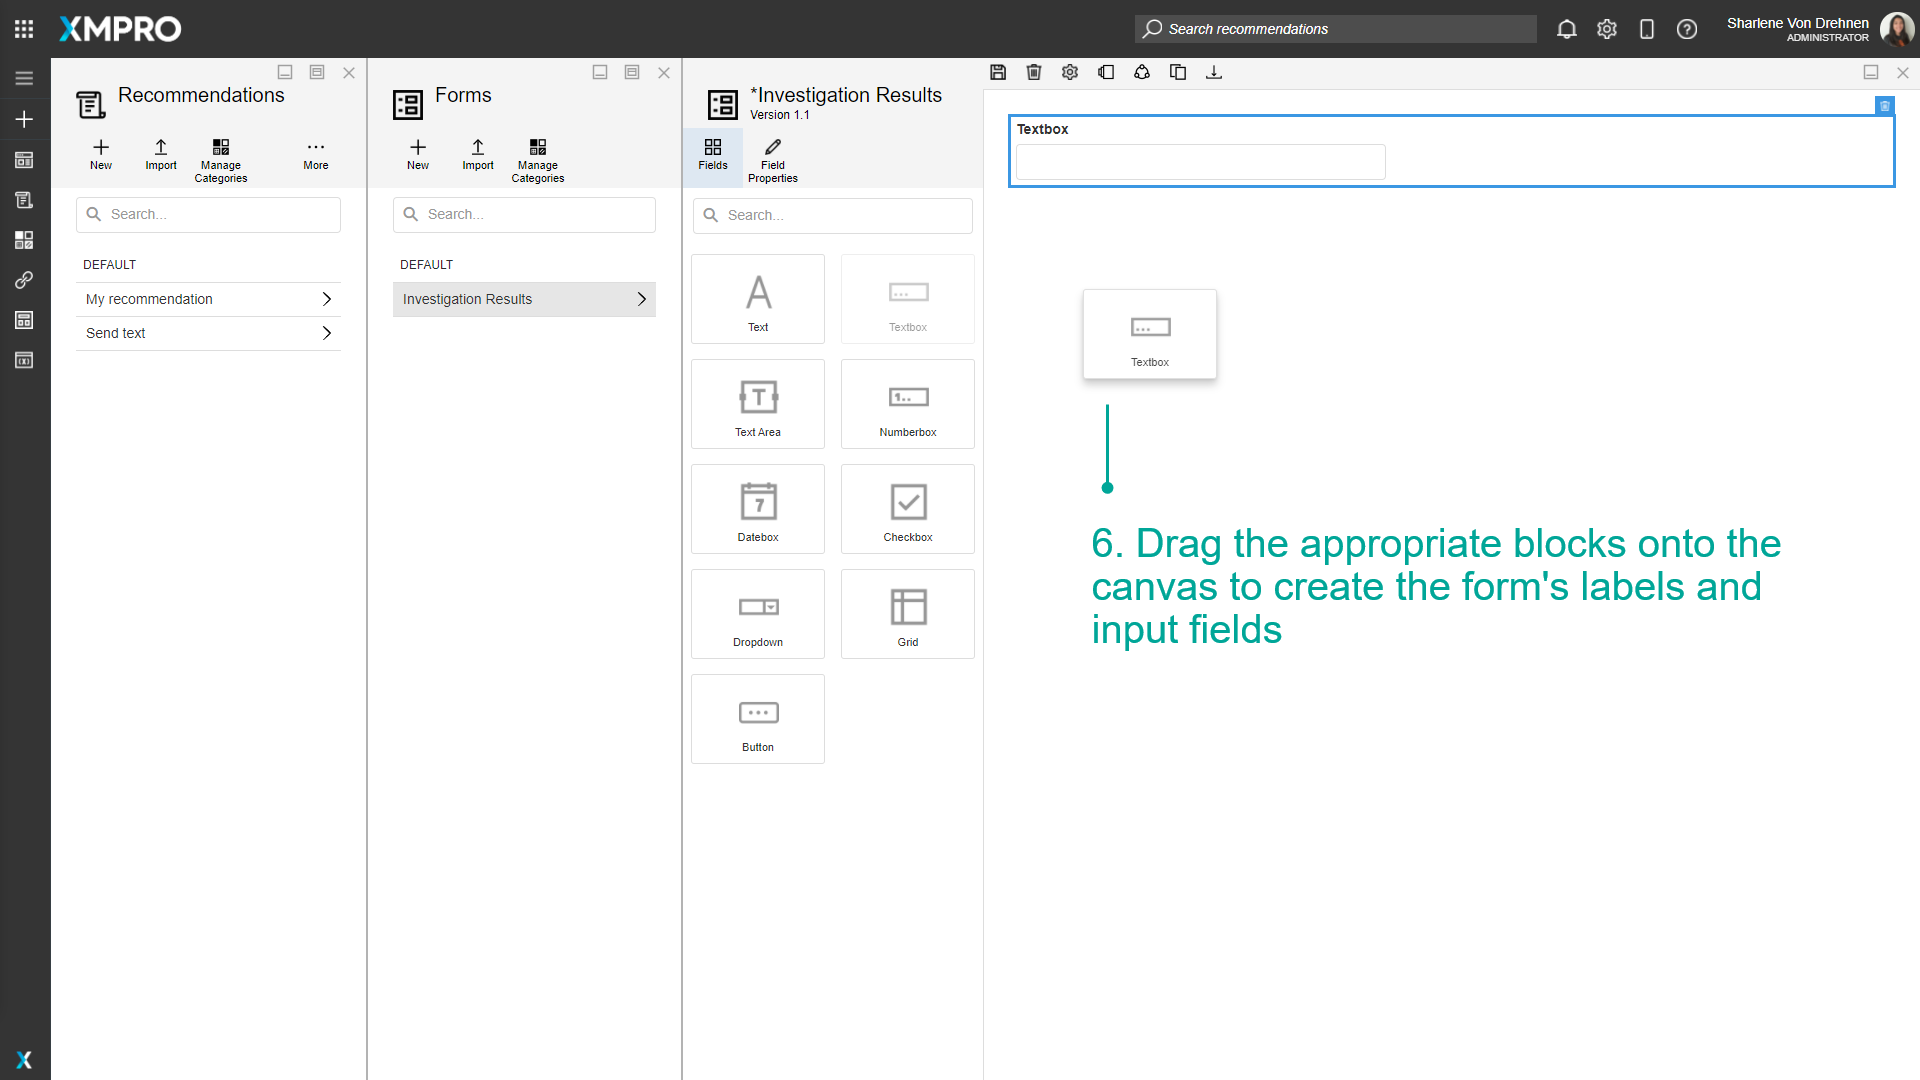 XMPRO
Search recommendations
Sharlene Von Drehnen
ADMINISTRATOR
Recommendations
New
Import
Manage
Categories
More
Search...
DEFAULT
My recommendation
Send text
Forms
New
Import
Manage
Categories
Search...
DEFAULT
Investigation Results
*Investigation Results
Version 1.1
Fields
Field
Properties
Search...
Text
Textbox
Text Area
Numberbox
Datebox
Checkbox
Dropdown
Grid
Button
Textbox
Textbox
6. Drag the appropriate blocks onto the
canvas to create the form's labels and
input fields